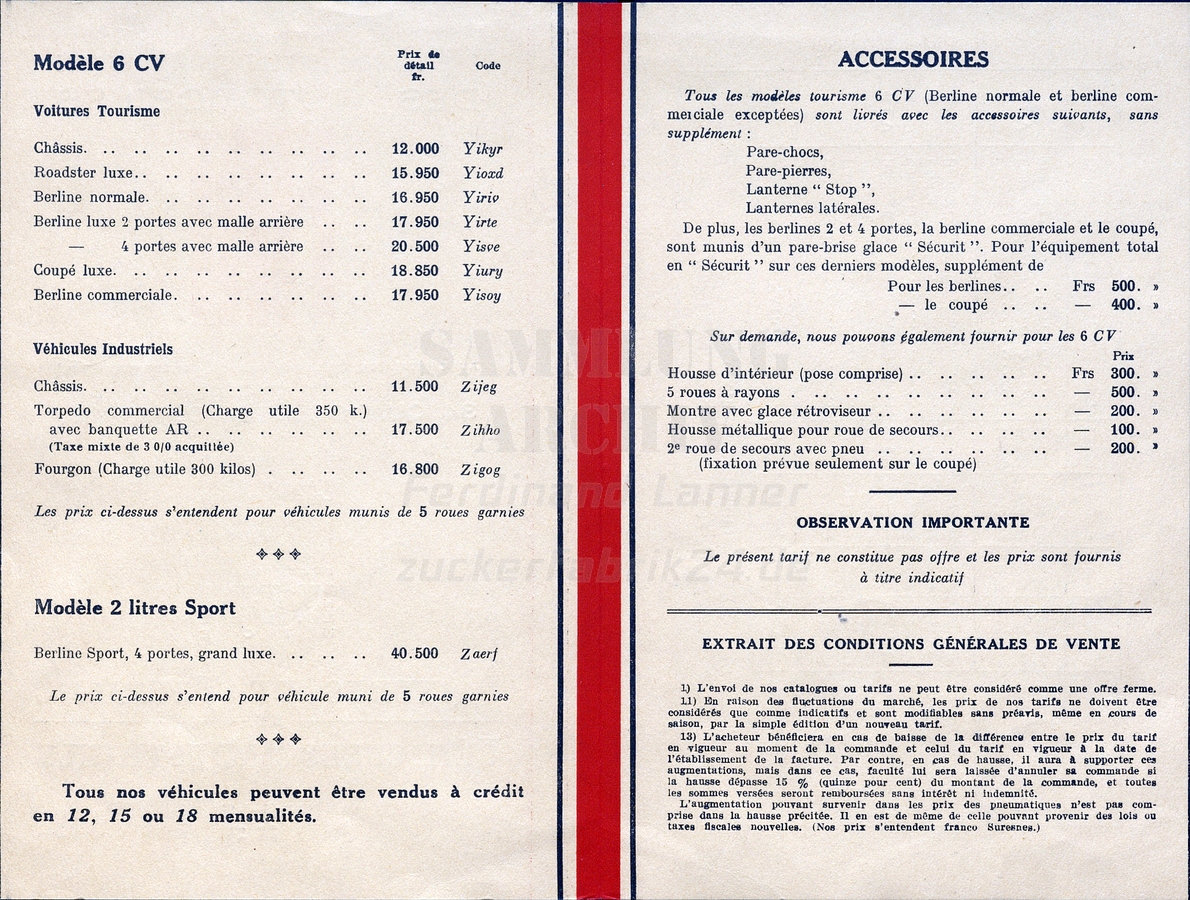 Modèle 6 CV
Prix de détail fr.
Code
Voitures Tourisme
Châssis. .. .. .. .. .. .. .. .. .. 12.000 Yikyr
Roadster luxe.. .. .. .. .. .. .. .. .. 15.950 Yioxd
Berline normale. .. .. .. .. .. .. .. .. 16.950 Yiriv
Berline luxe 2 portes avec malle arrière .. .. 17.950 Yirte
— 4 portes avec malle arrière .. .. 20.500 Yisve
Coupé luxe. .. .. .. .. .. .. .. .. .. 18.850 Yiury
Berline commerciale. .. .. .. .. .. .. .. 17.950 Yisoy
Véhicules Industriels
Châssis. .. .. .. .. .. .. .. .. .. .. 11.500 Zijeg
Torpedo commercial (Charge utile 350 k.)
avec banquette AR .. .. .. .. .. .. .. 17.500 Zihho
(Taxe mixte de 3 0/0 acquittée)
Fourgon (Charge utile 300 kilos) . .. .. .. 16.800 Zigog
Les prix ci-dessus s'entendent pour véhicules munis de 5 roues garnies
Modèle 2 litres Sport
Berline Sport, 4 portes, grand luxe. .. .. .. 40.500 Zaerf
Le prix ci-dessus s'entend pour véhicule muni de 5 roues garnies
Tous nos véhicules peuvent être vendus à crédit
en 12, 15 ou 18 mensualités.
ACCESSOIRES
Tous les modèles tourisme 6 CV (Berline normale et berline com-
merciale exceptées) sont livrés avec les accessoires suivants, sans
supplément :
Pare-chocs,
Pare-pierres,
Lanterne “ Stop ”,
Lanternes latérales.
De plus, les berlines 2 et 4 portes, la berline commerciale et le coupé,
sont munis d'un pare-brise glace “ Sécurit ”. Pour l'équipement total
en “ Sécurit ” sur ces derniers modèles, supplément de
Pour les berlines.. .. Frs 500. »
— le coupé .. .. — 400. »
Sur demande, nous pouvons également fournir pour les 6 CV
Prix
Housse d'intérieur (pose comprise) .. .. .. .. .. Frs 300. »
5 roues à rayons . .. .. .. .. .. .. .. .. — 500. »
Montre avec glace rétroviseur .. .. .. .. .. .. — 200. »
Housse métallique pour roue de secours.. .. .. .. — 100. »
2e roue de secours avec pneu .. .. .. .. .. .. — 200. »
(fixation prévue seulement sur le coupé)
OBSERVATION IMPORTANTE
Le présent tarif ne constitue pas offre et les prix sont fournis
à titre indicatif
EXTRAIT DES CONDITIONS GÉNÉRALES DE VENTE
1) L'envoi de nos catalogues ou tarifs ne peut être considéré comme une offre ferme.
11) En raison des fluctuations du marché, les prix de nos tarifs ne doivent être
considérés que comme indicatifs et sont modifiables sans préavis, même en cours de
saison, par la simple édition d'un nouveau tarif.
13) L'acheteur bénéficiera en cas de baisse de la différence entre le prix du tarif
en vigueur au moment de la commande et celui du tarif en vigueur à la date de
l'établissement de la facture. Par contre, en cas de hausse, il aura à supporter ces
augmentations, mais dans ce cas, faculté lui sera laissée d'annuler sa commande si
la hausse dépasse 15 % (quinze pour cent) du montant de la commande, et toutes
les sommes versées seront remboursées sans intérêt ni indemnité.
L'augmentation pouvant survenir dans les prix des pneumatiques n'est pas com-
prise dans la hausse précitée. Il en est de même de celle pouvant provenir des lois ou
taxes fiscales nouvelles. (Nos prix s'entendent franco Suresnes.)
SAMMLUNG
ARCH
Ferdinand Lanner
zuckerfabrik24.de